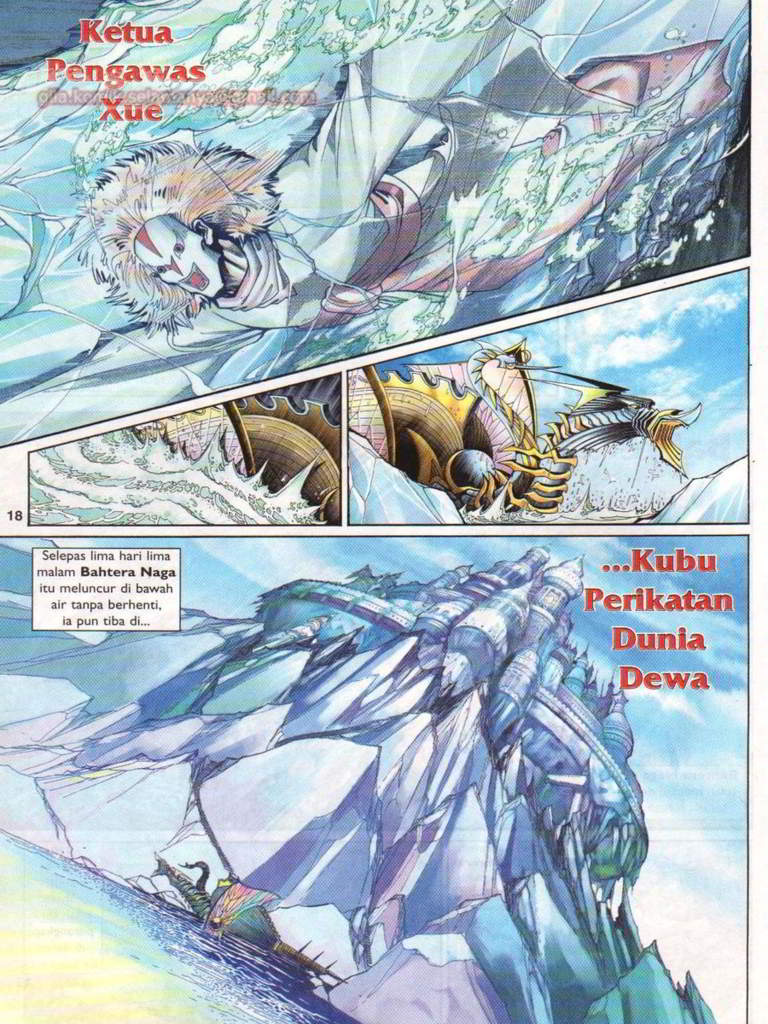 Ketua
Pengawas
Xue
18
Selepas lima hari lima
malam Bahtera Naga
itu meluncur di bawah
air tanpa berhenti,
ia pun tiba di...
...Kubu
Perikatan
Dunia
Dewa